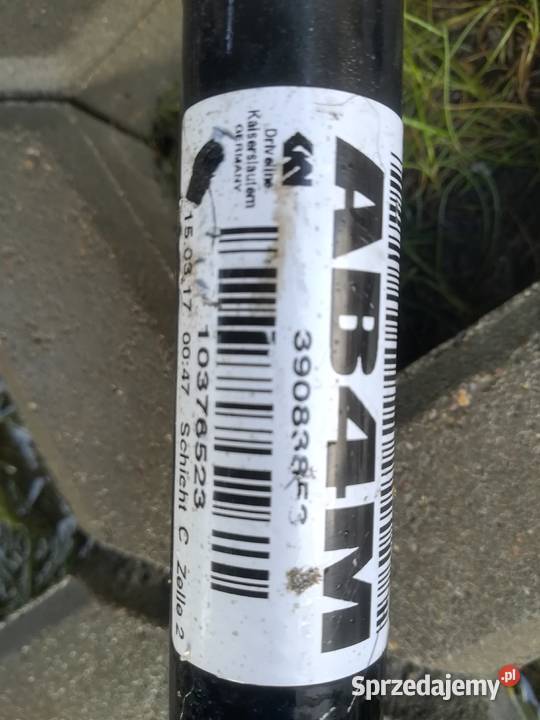 AB4M
39083853
Driveline
Kaiserslautern
GERMANY
10376523
15.03.17 00:47 Schicht C Zelle 2
Sprzedajemy.pl